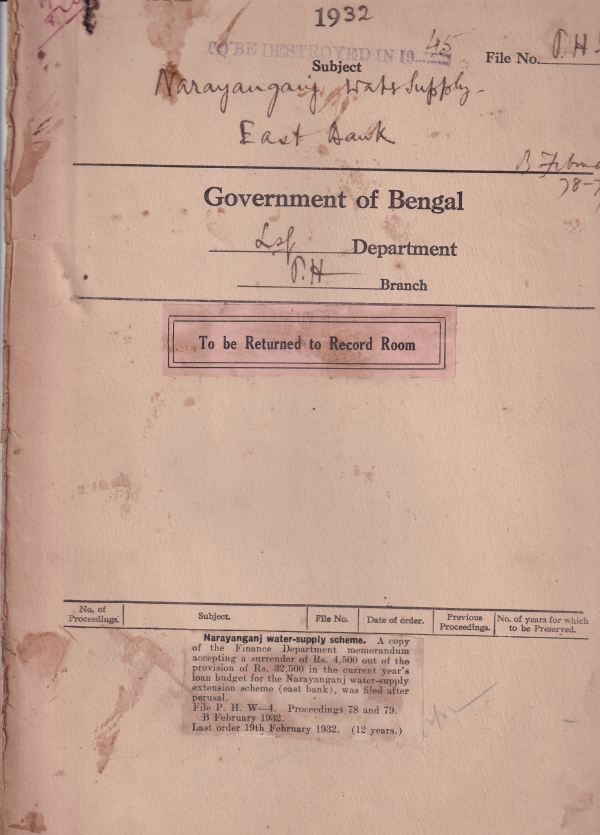 1932
TO BE DESTROYED IN 1945
File No. P.H
Subject
Narayanganj Water Supply-
East Bank
B Februa
78-7
Government of Bengal
Lsg Department
P.H Branch
To be Returned to Record Room
No. of Proceedings. Subject. File No. Date of order. Previous Proceedings. No. of years for which to be Preserved.
Narayanganj water-supply scheme. A copy
of the Finance Department memorandum
accepting a surrender of Rs. 4,500 out of the
provision of Rs. 32,500 in the current year's
loan budget for the Narayanganj water-supply
extension scheme (east bank), was filed after
perusal.
File P. H. W—4. Proceedings 78 and 79.
B February 1932.
Last order 19th February 1932. (12 years.)